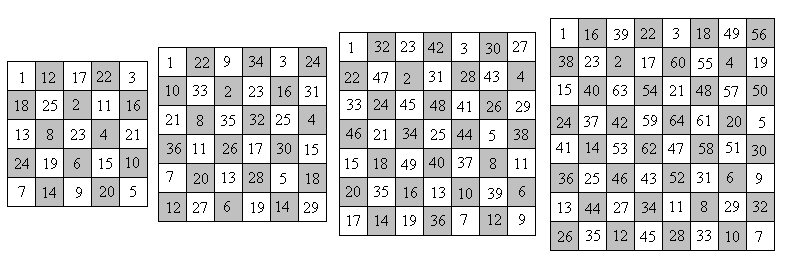 1 12 17 22 3
18 25 2 11 16
13 8 23 4 21
24 19 6 15 10
7 14 9 20 5
1 22 9 34 3 24
10 33 2 23 16 31
21 8 35 32 25 4
36 11 26 17 30 15
7 20 13 28 5 18
12 27 6 19 14 29
1 32 23 42 3 30 27
22 47 2 31 28 43 4
33 24 45 48 41 26 29
46 21 34 25 44 5 38
15 18 49 40 37 8 11
20 35 16 13 10 39 6
17 14 19 36 7 12 9
1 16 39 22 3 18 49 56
38 23 2 17 60 55 4 19
15 40 63 54 21 48 57 50
24 37 42 59 64 61 20 5
41 14 53 62 47 58 51 30
36 25 46 43 52 31 6 9
13 44 27 34 11 8 29 32
26 35 12 45 28 33 10 7